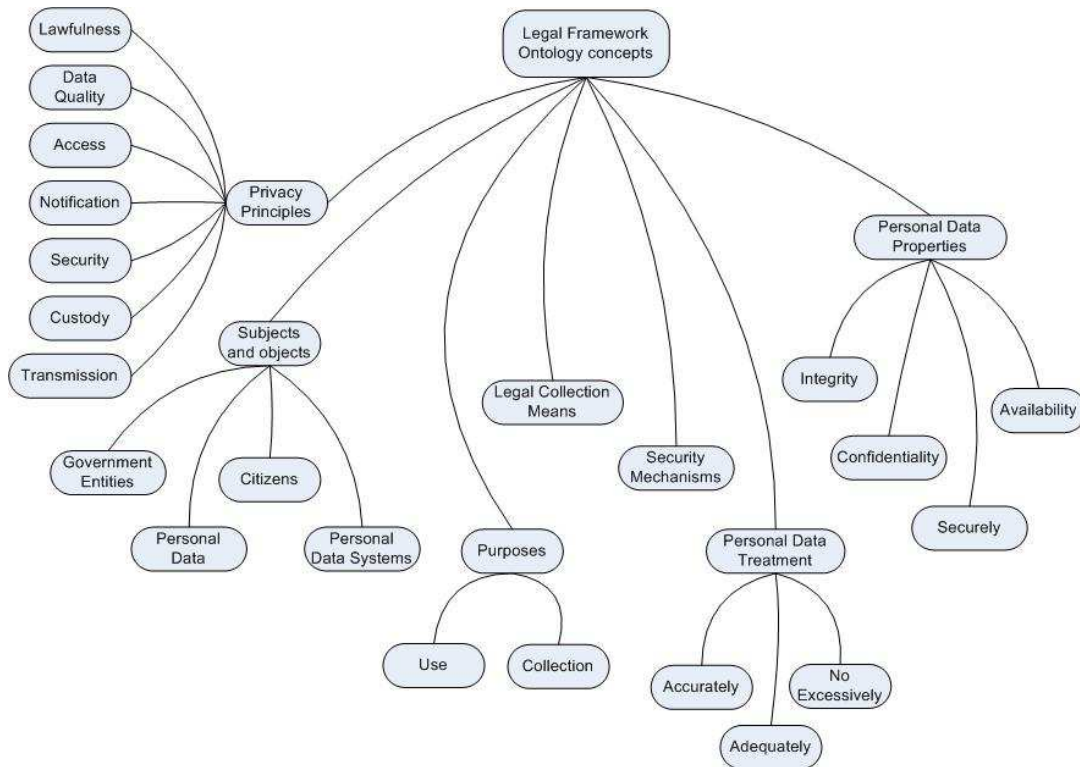 Legal Framework
Ontology concepts
Lawfulness
Data
Quality
Access
Notification
Security
Custody
Transmission
Privacy
Principles
Subjects
and objects
Government
Entities
Personal
Data
Citizens
Personal
Data Systems
Purposes
Use
Collection
Legal Collection
Means
Security
Mechanisms
Personal Data
Treatment
Accurately
Adequately
No
Excessively
Personal Data
Properties
Integrity
Confidentiality
Securely
Availability